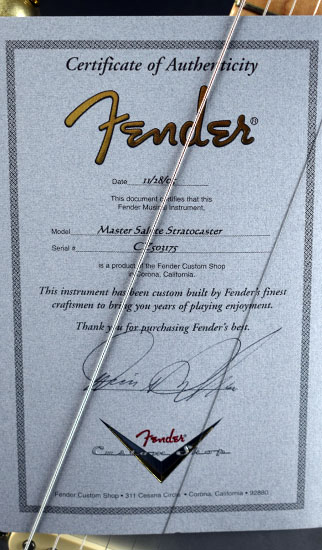 Certificate of Authenticity
Fender®
Date 11/28/05
This document certifies that this
Fender Musical Instrument,
Model Master Salute Stratocaster
Serial # CZ503175
is a product of the Fender Custom Shop
in Corona, California.
This instrument has been custom built by Fender's finest
craftsmen to bring you years of playing enjoyment.
Thank you for purchasing Fender's best.
Fender
Custom Shop
Fender Custom Shop • 311 Cessna Circle • Corona, California • 92880